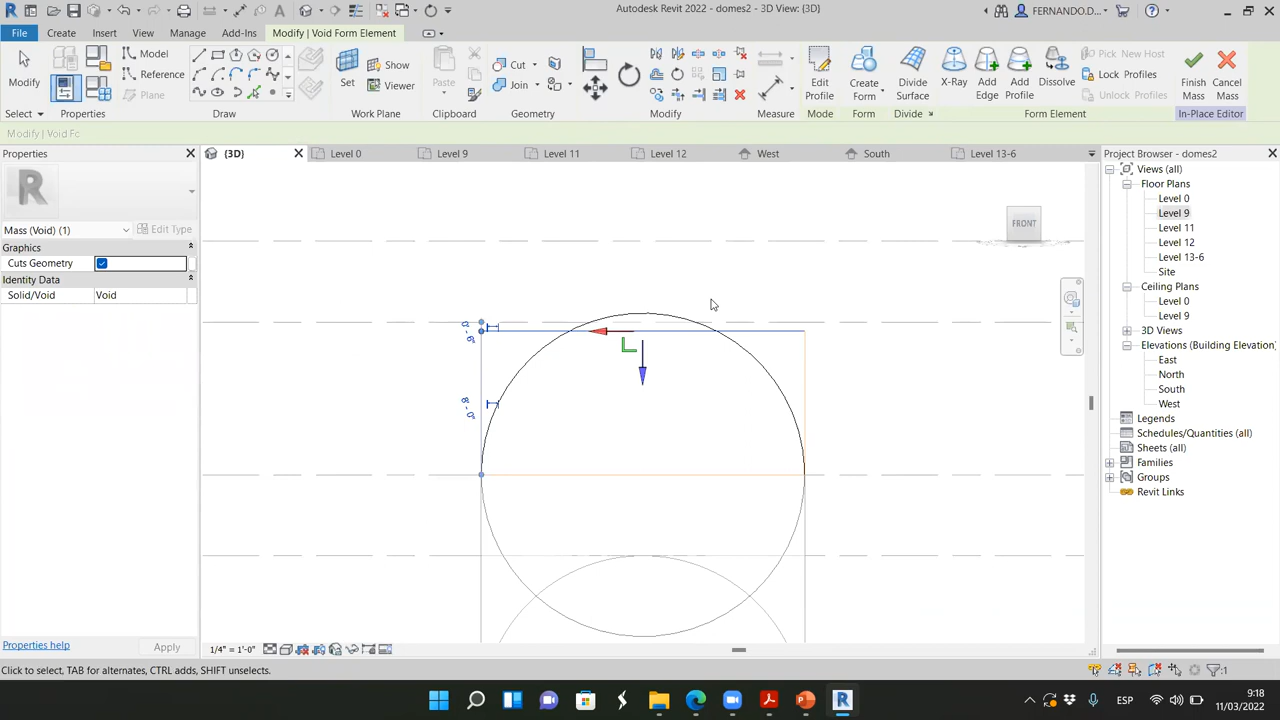 Autodesk Revit 2022 - domes2 - 3D View: {3D}
FERNANDO.D...
File
Create
Insert
View
Manage
Add-Ins
Modify | Void Form Element
Modify
Select
Properties
Model
Reference
Plane
Draw
Set
Show
Viewer
Work Plane
Paste
Clipboard
Cut
Join
Geometry
Modify
Measure
Edit
Profile
Mode
Create
Form
Form
Divide
Surface
Divide
X-Ray
Add
Edge
Add
Profile
Dissolve
Form Element
Pick New Host
Lock Profiles
Unlock Profiles
Finish
Mass
Cancel
Mass
In-Place Editor
Modify | Void Fc
Properties
{3D}
Level 0
Level 9
Level 11
Level 12
West
South
Level 13-6
Project Browser - domes2
R
Mass (Void) (1)
Edit Type
Graphics
Cuts Geometry
Identity Data
Solid/Void
Void
FRONT
0' - 6"
8' - 0"
Views (all)
Floor Plans
Level 0
Level 9
Level 11
Level 12
Level 13-6
Site
Ceiling Plans
Level 0
Level 9
3D Views
Elevations (Building Elevation)
East
North
South
West
Legends
Schedules/Quantities (all)
Sheets (all)
Families
Groups
Revit Links
Properties help
Apply
1/4" = 1'-0"
Click to select, TAB for alternates, CTRL adds, SHIFT unselects.
:1
ESP
9:18
11/03/2022